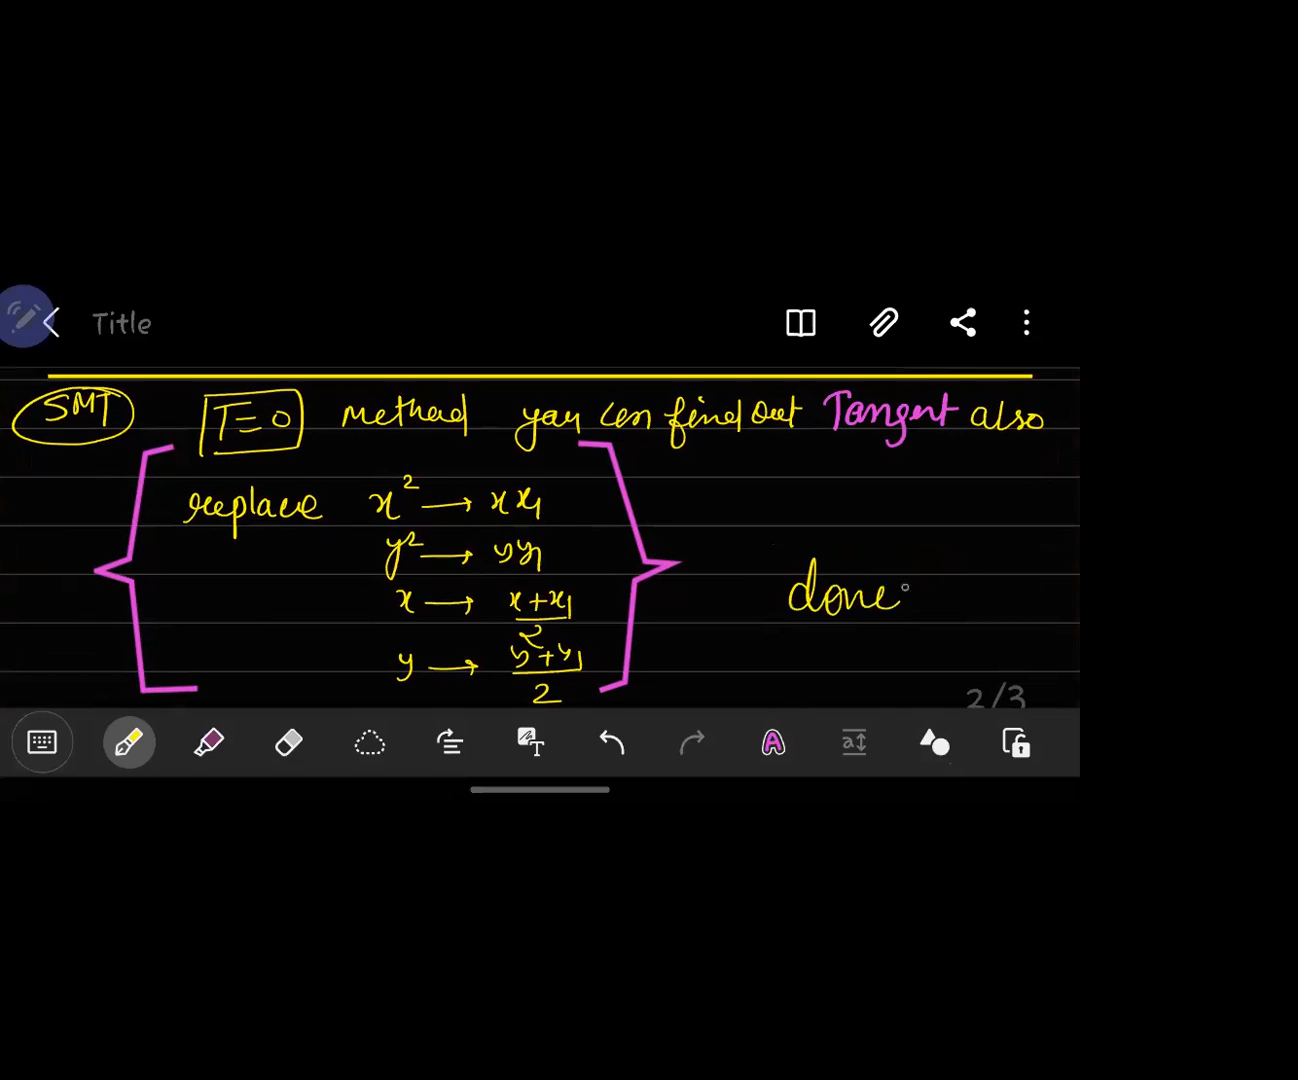 Title
SMT T=0 method you can find out Tangent also
replace x² → xx₁
y² → yy₁
x → x+x₁/2
y → y+y₁/2
done
2/3